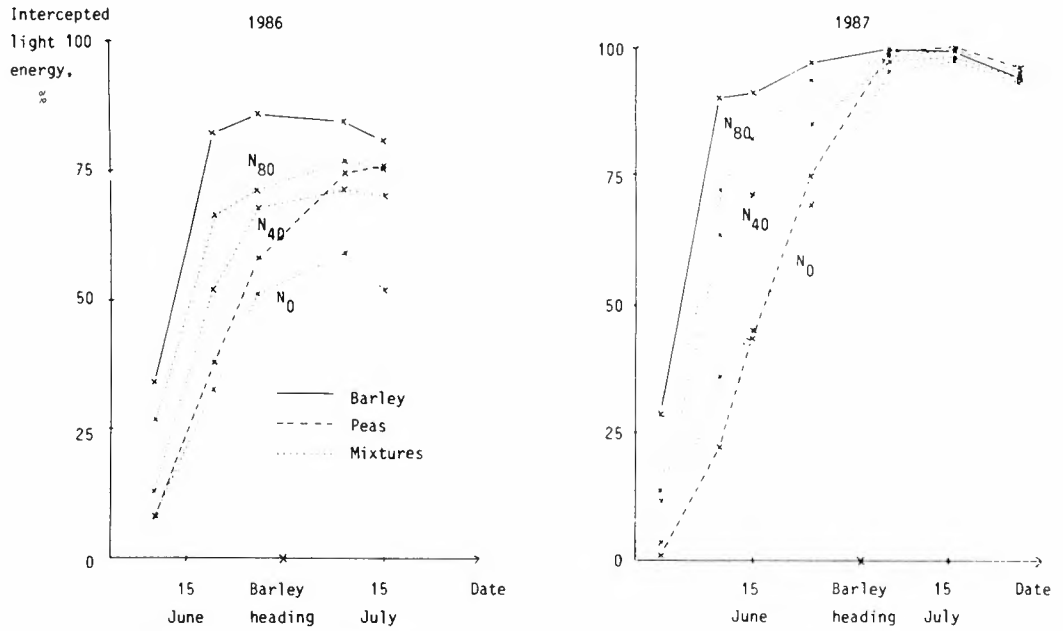 Intercepted
light 100
energy,
%
1986
75
50
25
0
N80
N40
N0
Barley
Peas
Mixtures
15
June
Barley
heading
15
July
Date
1987
100
75
50
25
0
N80
N40
N0
15
June
Barley
heading
15
July
Date